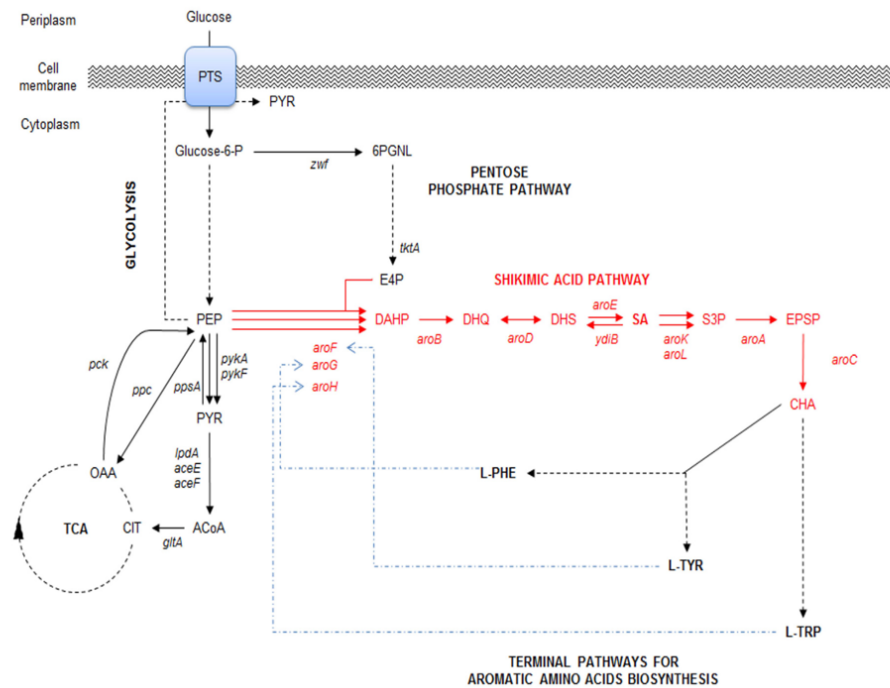 Periplasm
Glucose
Cell
membrane
PTS
PYR
Cytoplasm
Glucose-6-P
zwf
6PGNL
PENTOSE
PHOSPHATE PATHWAY
GLYCOLYSIS
tktA
E4P
SHIKIMIC ACID PATHWAY
PEP
DAHP
aroB
DHQ
aroD
DHS
aroE
ydiB
SA
aroK
aroL
S3P
aroA
EPSP
aroC
aroF
aroG
aroH
pck
ppc
ppsA
pykA
pykF
PYR
CHA
lpdA
aceE
aceF
OAA
L-PHE
TCA
CIT
gltA
ACoA
L-TYR
L-TRP
TERMINAL PATHWAYS FOR
AROMATIC AMINO ACIDS BIOSYNTHESIS